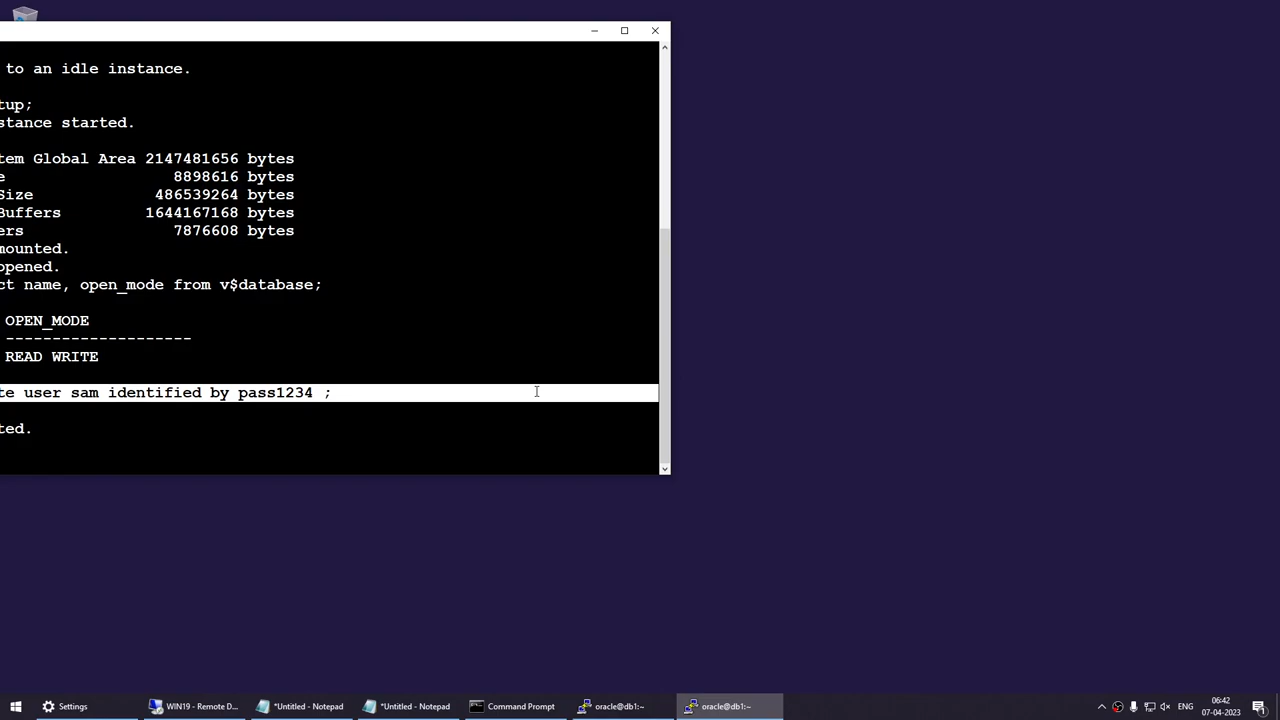 to an idle instance.
tup;
stance started.
tem Global Area 2147481656 bytes
e 8898616 bytes
Size 486539264 bytes
Buffers 1644167168 bytes
ers 7876608 bytes
mounted.
opened.
ct name, open_mode from v$database;
OPEN_MODE
--------------------
READ WRITE
te user sam identified by pass1234 ;
ted.
Settings
WIN19 - Remote D...
*Untitled - Notepad
*Untitled - Notepad
Command Prompt
oracle@db1:~
oracle@db1:~
ENG
06:42
07-04-2023